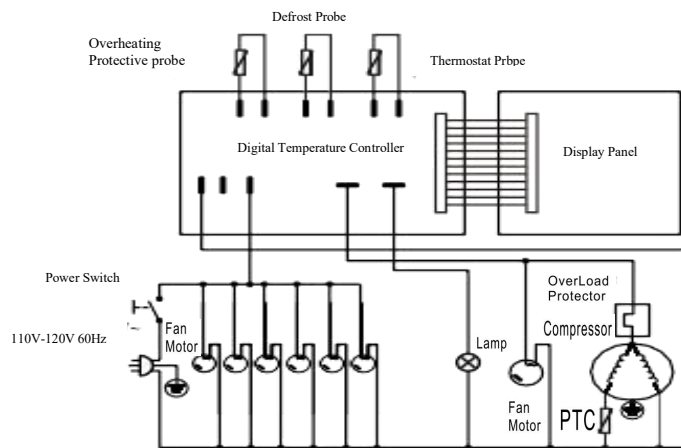 Defrost Probe
Overheating
Protective probe
Thermostat Prbpe
Digital Temperature Controller
Display Panel
Power Switch
OverLoad
Protector
110V-120V 60Hz
Fan
Motor
Lamp
Compressor
Fan
Motor
PTC